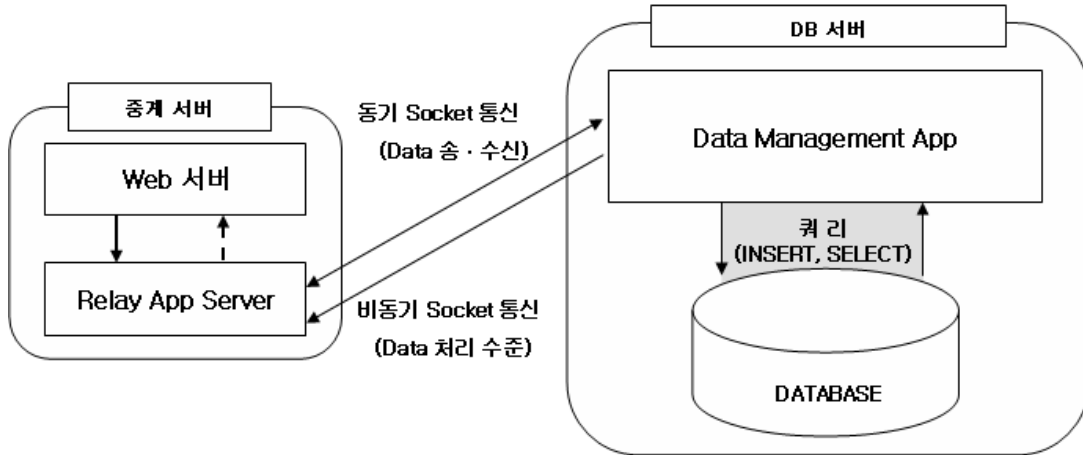 DB 서버
중계 서버
동기 Socket 통신
(Data 송 · 수신)
Data Management App
Web 서버
쿼 리
(INSERT, SELECT)
Relay App Server
비동기 Socket 통신
(Data 처리 수준)
DATABASE